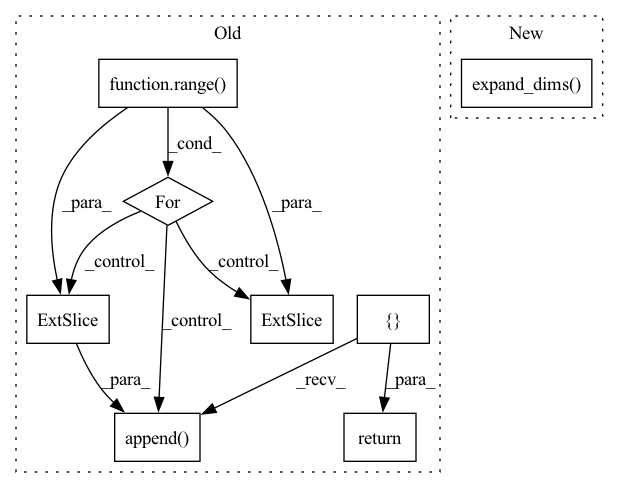 Old
New
function.range()
expand_dims()
_cond_
_para_
For
_para_
_control_
_control_
ExtSlice
_control_
ExtSlice
{}
_para_
_recv_
_para_
append()
return